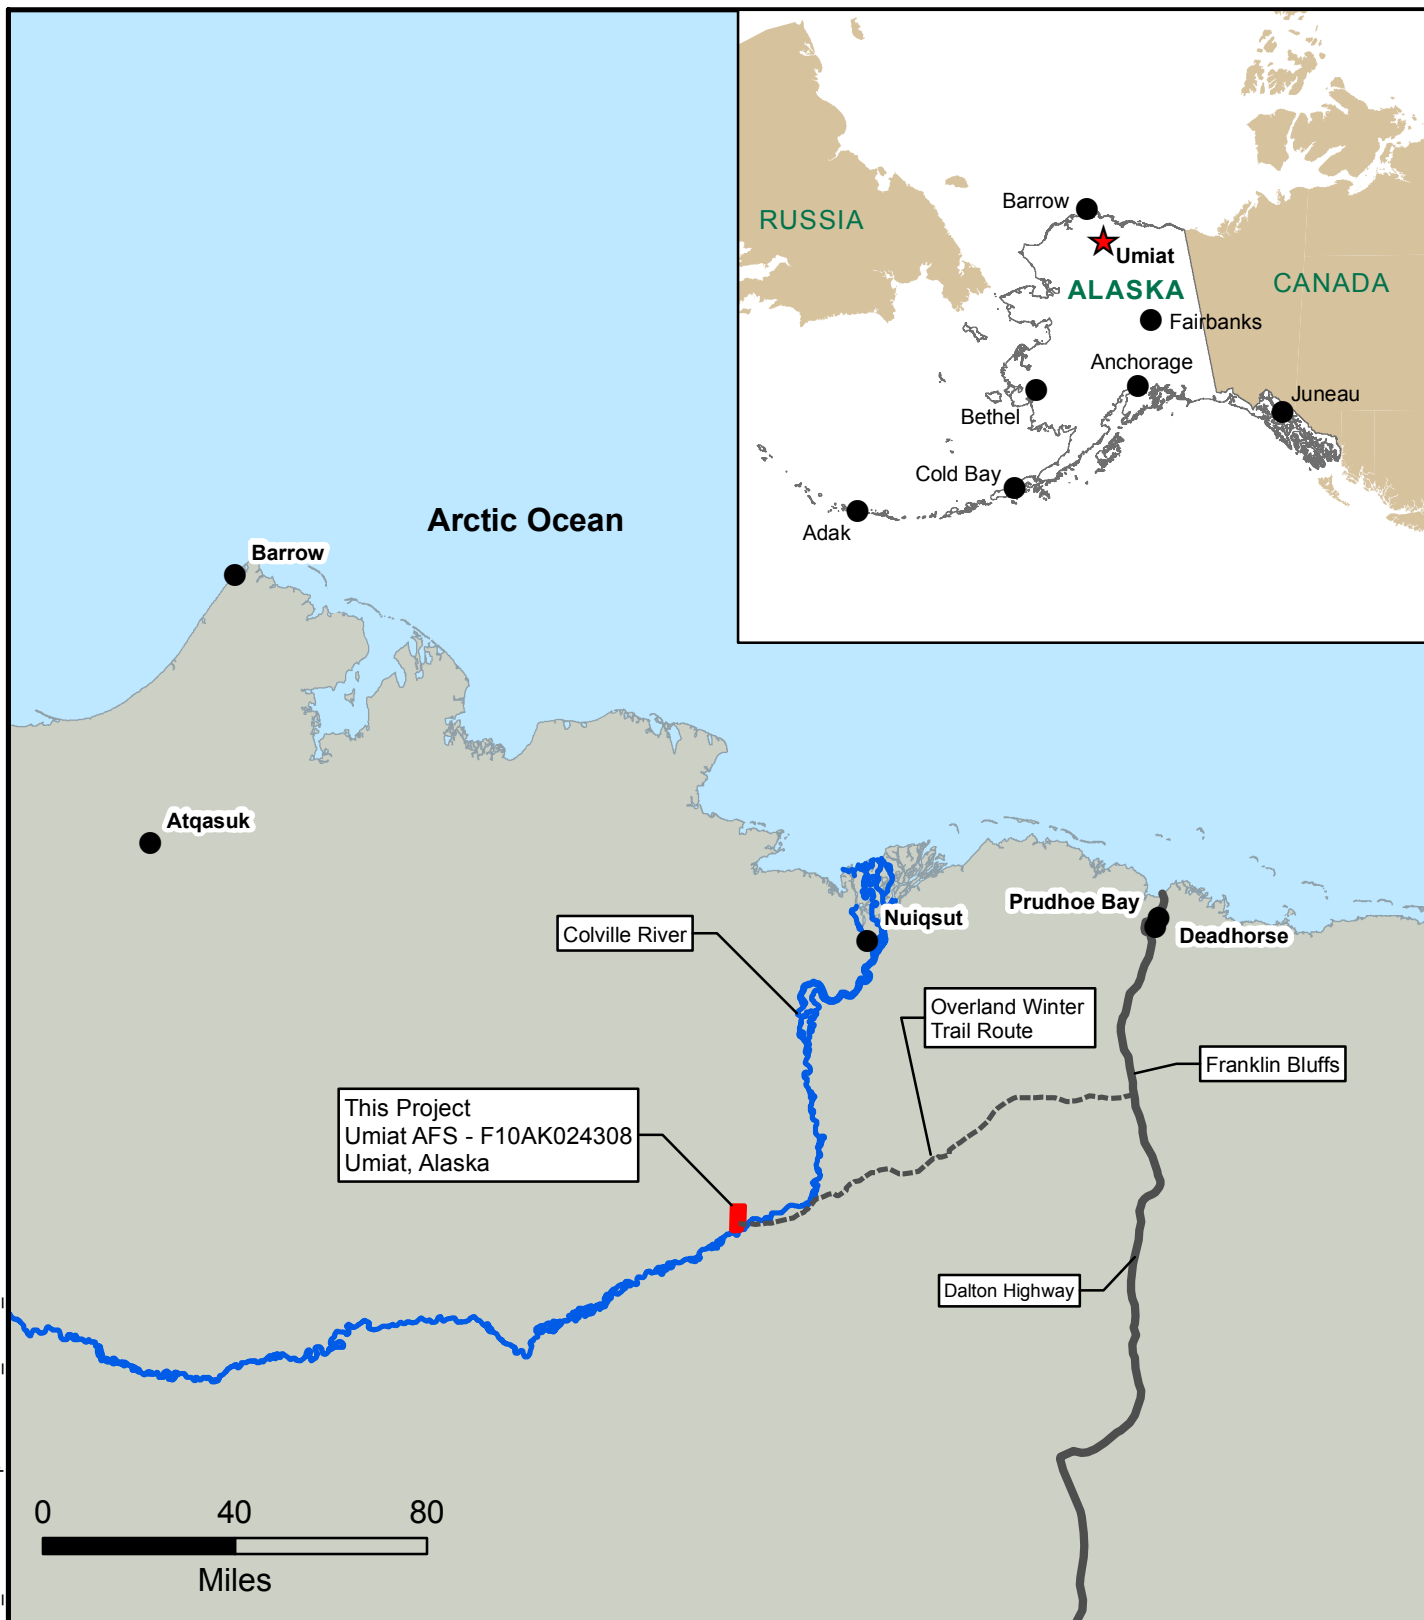 RUSSIA
Barrow
Umiat
ALASKA
CANADA
Fairbanks
Anchorage
Bethel
Juneau
Cold Bay
Adak
Arctic Ocean
Barrow
Atqasuk
Prudhoe Bay
Nuiqsut
Deadhorse
Colville River
Overland Winter
Trail Route
Franklin Bluffs
This Project
Umiat AFS - F10AK024308
Umiat, Alaska
Dalton Highway
0 40 80
Miles